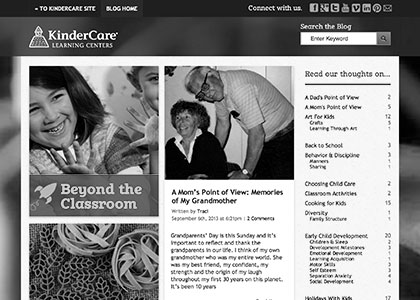 « TO KINDERCARE SITE
BLOG HOME
Connect with us.
KinderCare
LEARNING CENTERS
Search the Blog
Enter Keyword
Beyond the
Classroom
A Mom's Point of View: Memories
of My Grandmother
Written by Traci
September 6th, 2013 @ 6:21pm | 2 Comments
Grandparents' Day is this Sunday and it's
important to reflect and thank the
grandparents in our life. I think of my own
grandmother who was my entire world. She
was my best friend, my confidant, my
strength and the origin of my laugh
throughout my first 30 years on this planet.
It's been 10 years
Read our thoughts on...
A Dad's Point of View 2
A Mom's Point of View 5
Art For Kids 12
Grafts 6
Learning Through Art 4
Back to School 3
Behavior & Discipline 3
Manners 2
Sharing 1
Choosing Child Care 2
Classroom Activities 2
Cooking for Kids 15
Diversity 1
Family Structure 1
Early Child Development 20
Children & Sleep 2
Development Milestones 3
Emotional Development 1
Learning Acquisition 1
Motor Skills 1
Self Esteem 3
Separation Anxiety 2
Social Development 2
Holidays With Kids 17